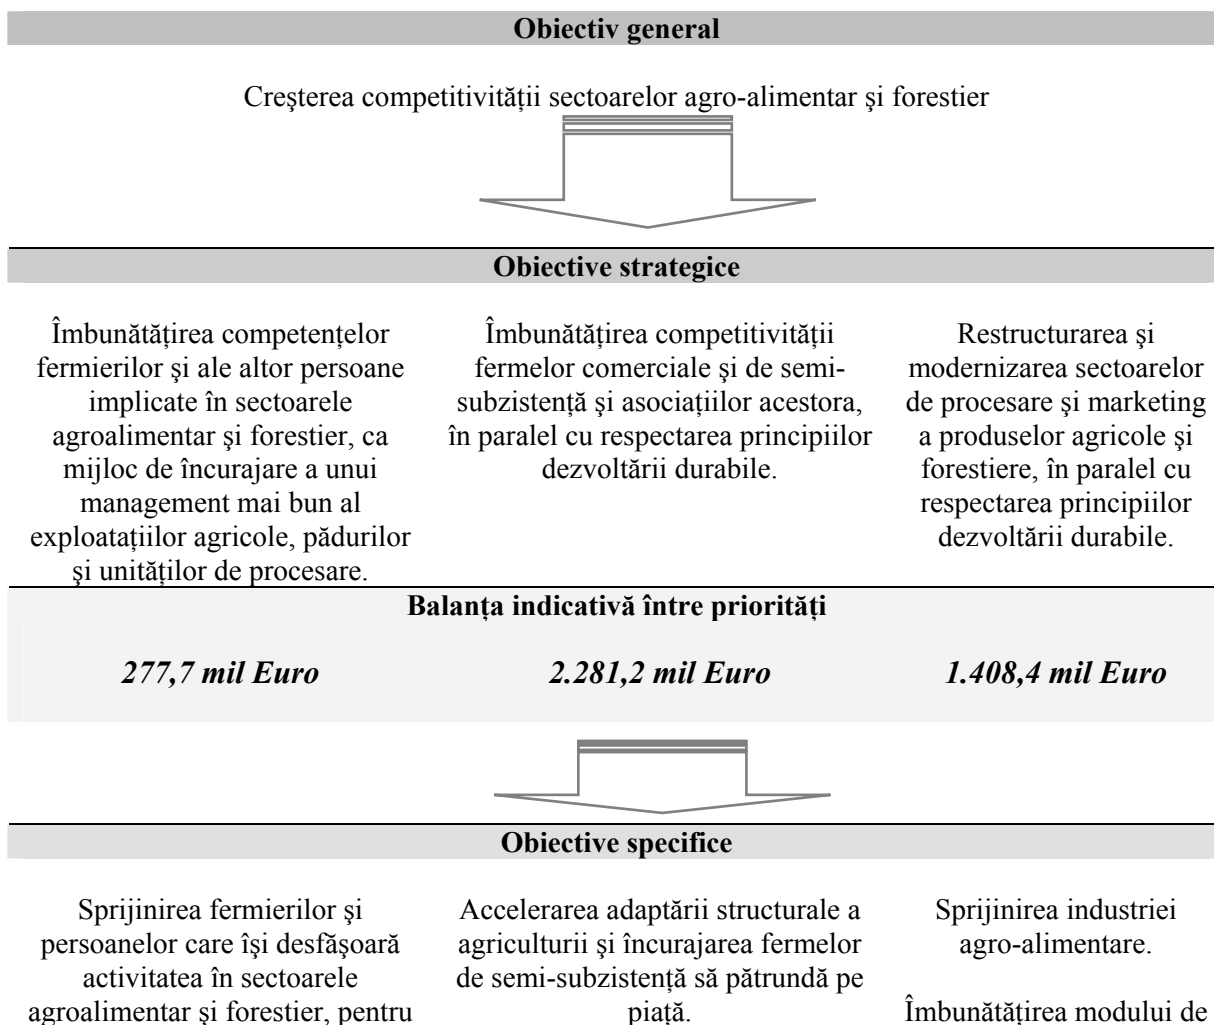 Obiectiv general
Creşterea competitivităţii sectoarelor agro-alimentar şi forestier
Obiective strategice
Îmbunătăţirea competenţelor
fermierilor şi ale altor persoane
implicate în sectoarele
agroalimentar şi forestier, ca
mijloc de încurajare a unui
management mai bun al
exploataţiilor agricole, pădurilor
şi unităţilor de procesare.
Îmbunătăţirea competitivităţii
fermelor comerciale şi de semi-
subzistenţă şi asociaţiilor acestora,
în paralel cu respectarea principiilor
dezvoltării durabile.
Restructurarea şi
modernizarea sectoarelor
de procesare şi marketing
a produselor agricole şi
forestiere, în paralel cu
respectarea principiilor
dezvoltării durabile.
Balanţa indicativă între priorităţi
277,7 mil Euro
2.281,2 mil Euro
1.408,4 mil Euro
Obiective specifice
Sprijinirea fermierilor şi
persoanelor care îşi desfăşoară
activitatea în sectoarele
agroalimentar şi forestier, pentru
Accelerarea adaptării structurale a
agriculturii şi încurajarea fermelor
de semi-subzistenţă să pătrundă pe
piaţă.
Sprijinirea industriei
agro-alimentare.
Îmbunătăţirea modului de